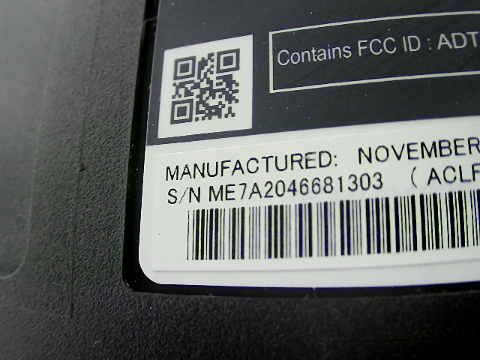 Contains FCC ID : ADT
MANUFACTURED: NOVEMBER
S/N ME7A2046681303 ( ACLF